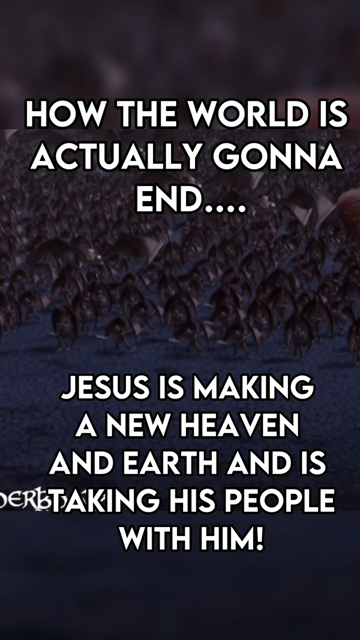 HOW THE WORLD IS
ACTUALLY GONNA
END....
JESUS IS MAKING
A NEW HEAVEN
AND EARTH AND IS
TAKING HIS PEOPLE
WITH HIM!